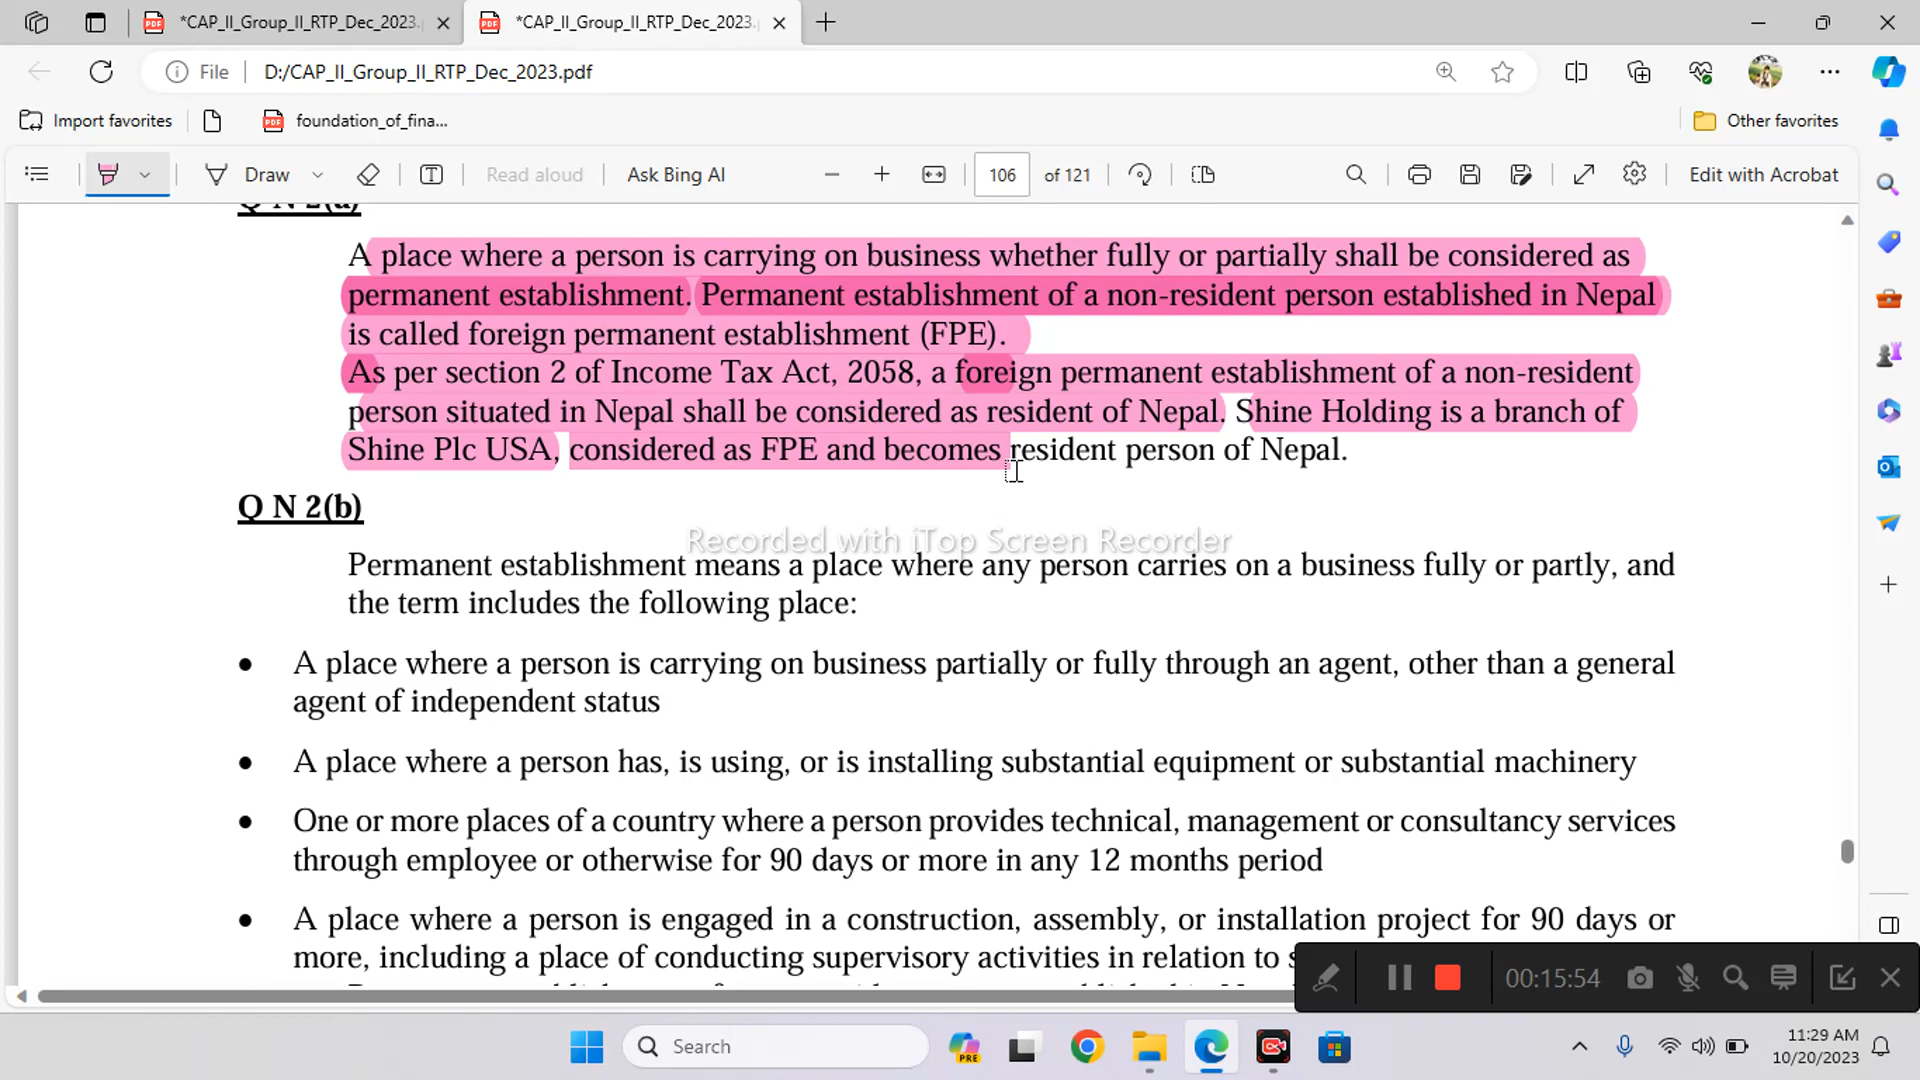 *CAP_II_Group_II_RTP_Dec_2023.
*CAP_II_Group_II_RTP_Dec_2023.
File
D:/CAP_II_Group_II_RTP_Dec_2023.pdf
Import favorites
foundation_of_fina...
Other favorites
Draw
Read aloud
Ask Bing AI
106
of 121
Edit with Acrobat
Q N 2(a)
A place where a person is carrying on business whether fully or partially shall be considered as
permanent establishment. Permanent establishment of a non-resident person established in Nepal
is called foreign permanent establishment (FPE).
As per section 2 of Income Tax Act, 2058, a foreign permanent establishment of a non-resident
person situated in Nepal shall be considered as resident of Nepal. Shine Holding is a branch of
Shine Plc USA, considered as FPE and becomes resident person of Nepal.
Q N 2(b)
Recorded with iTop Screen Recorder
Permanent establishment means a place where any person carries on a business fully or partly, and
the term includes the following place:
• A place where a person is carrying on business partially or fully through an agent, other than a general
agent of independent status
• A place where a person has, is using, or is installing substantial equipment or substantial machinery
• One or more places of a country where a person provides technical, management or consultancy services
through employee or otherwise for 90 days or more in any 12 months period
• A place where a person is engaged in a construction, assembly, or installation project for 90 days or
more, including a place of conducting supervisory activities in relation to
00:15:54
Search
PRE
11:29 AM
10/20/2023